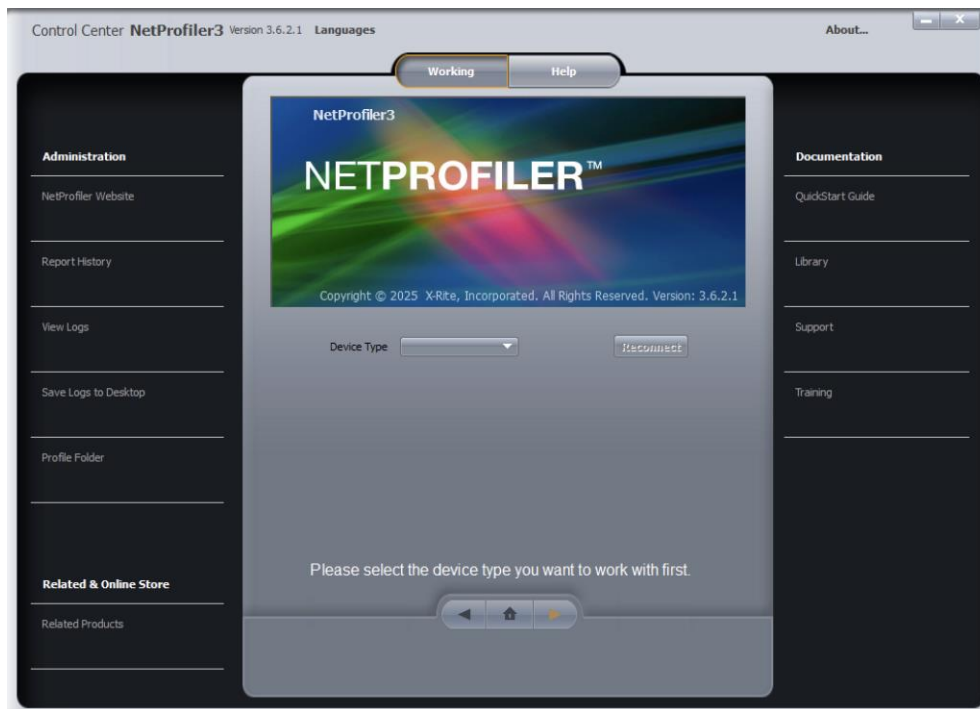 Control Center NetProfiler3 Version 3.6.2.1 Languages
About...
Working
Help
Administration
NetProfiler Website
Report History
View Logs
Save Logs to Desktop
Profile Folder
Related & Online Store
Related Products
NetProfiler3
NETPROFILER™
Copyright © 2025 X-Rite, Incorporated. All Rights Reserved. Version: 3.6.2.1
Device Type
Reconnect
Please select the device type you want to work with first.
Documentation
QuickStart Guide
Library
Support
Training